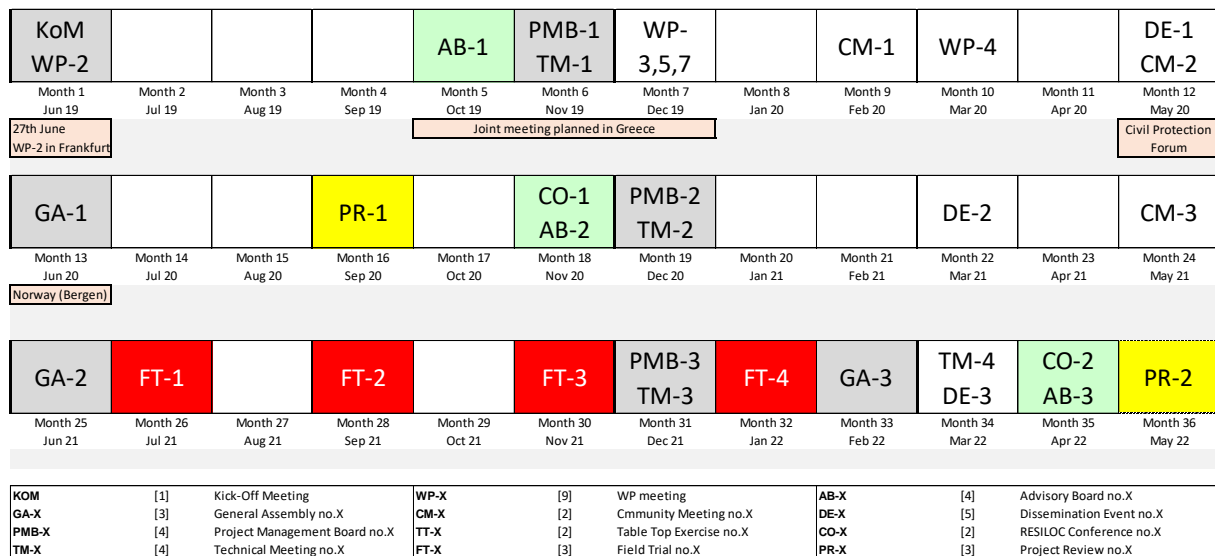 KoM AB-1 PMB-1 WP- CM-1 WP-4 DE-1
WP-2 TM-1 3,5,7 CM-2
Month 1 Month 2 Month 3 Month 4 Month 5 Month 6 Month 7 Month 8 Month 9 Month 10 Month 11 Month 12
Jun 19 Jul 19 Aug 19 Sep 19 Oct 19 Nov 19 Dec 19 Jan 20 Feb 20 Mar 20 Apr 20 May 20
27th June Joint meeting planned in Greece Civil Protection
WP-2 in Frankfurt Forum
GA-1 PR-1 CO-1 PMB-2 DE-2 CM-3
AB-2 TM-2
Month 13 Month 14 Month 15 Month 16 Month 17 Month 18 Month 19 Month 20 Month 21 Month 22 Month 23 Month 24
Jun 20 Jul 20 Aug 20 Sep 20 Oct 20 Nov 20 Dec 20 Jan 21 Feb 21 Mar 21 Apr 21 May 21
Norway (Bergen)
GA-2 FT-1 FT-2 FT-3 PMB-3 FT-4 GA-3 TM-4 CO-2 PR-2
TM-3 DE-3 AB-3
Month 25 Month 26 Month 27 Month 28 Month 29 Month 30 Month 31 Month 32 Month 33 Month 34 Month 35 Month 36
Jun 21 Jul 21 Aug 21 Sep 21 Oct 21 Nov 21 Dec 21 Jan 22 Feb 22 Mar 22 Apr 22 May 22
KOM [1] Kick-Off Meeting WP-X [9] WP meeting AB-X [4] Advisory Board no.X
GA-X [3] General Assembly no.X CM-X [2] Cmmunity Meeting no.X DE-X [5] Dissemination Event no.X
PMB-X [4] Project Management Board no.X TT-X [2] Table Top Exercise no.X CO-X [2] RESILOC Conference no.X
TM-X [4] Technical Meeting no.X FT-X [3] Field Trial no.X PR-X [3] Project Review no.X